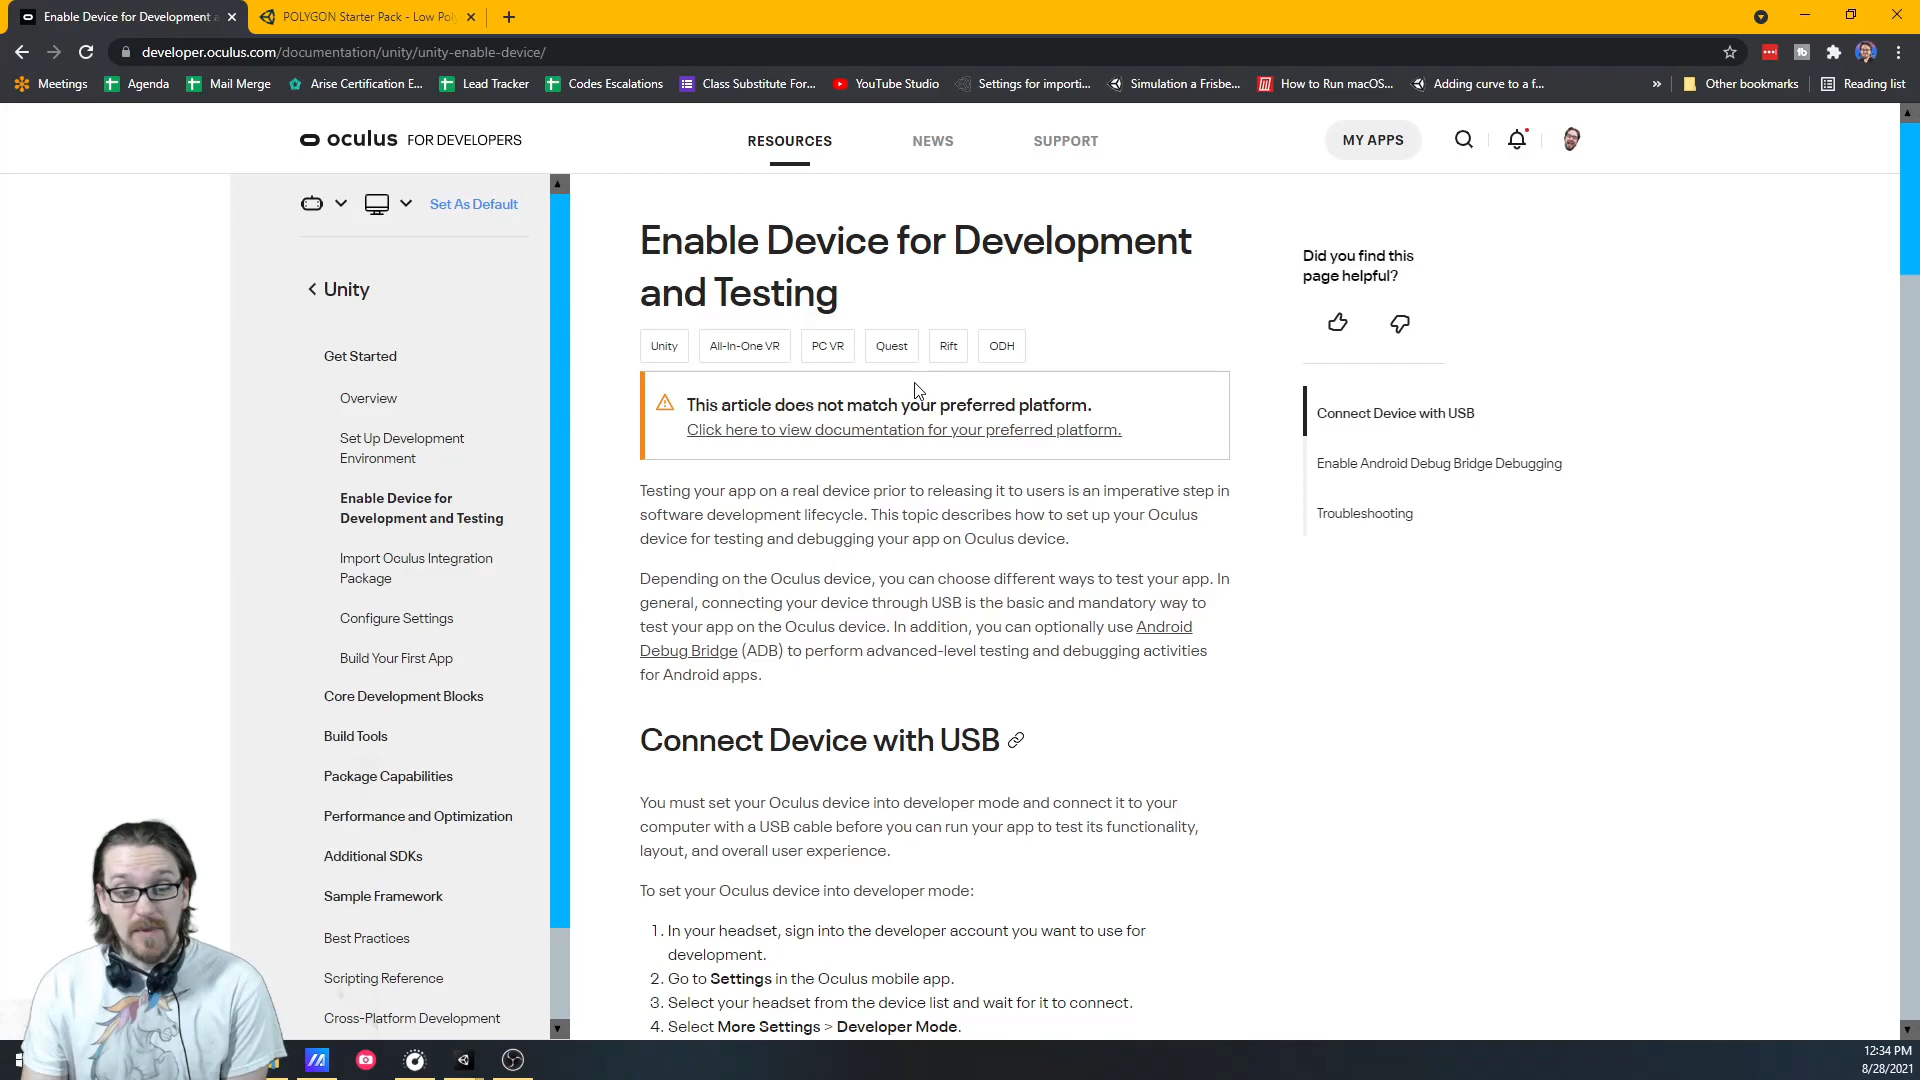 Enable Device for Development a
POLYGON Starter Pack - Low Pol
developer.oculus.com/documentation/unity/unity-enable-device/
Meetings
Agenda
Mail Merge
Arise Certification E...
Lead Tracker
Codes Escalations
Class Substitute For...
YouTube Studio
Settings for importi...
Simulation a Frisbe...
How to Run macOS...
Adding curve to a f...
»
Other bookmarks
Reading list
oculus FOR DEVELOPERS
RESOURCES
NEWS
SUPPORT
MY APPS
Set As Default
Unity
Get Started
Overview
Set Up Development
Environment
Enable Device for
Development and Testing
Import Oculus Integration
Package
Configure Settings
Build Your First App
Core Development Blocks
Build Tools
Package Capabilities
Performance and Optimization
Additional SDKs
Sample Framework
Best Practices
Scripting Reference
Cross-Platform Development
Enable Device for Development
and Testing
Unity
All-In-One VR
PC VR
Quest
Rift
ODH
This article does not match your preferred platform.
Click here to view documentation for your preferred platform.
Testing your app on a real device prior to releasing it to users is an imperative step in
software development lifecycle. This topic describes how to set up your Oculus
device for testing and debugging your app on Oculus device.
Depending on the Oculus device, you can choose different ways to test your app. In
general, connecting your device through USB is the basic and mandatory way to
test your app on the Oculus device. In addition, you can optionally use Android
Debug Bridge (ADB) to perform advanced-level testing and debugging activities
for Android apps.
Connect Device with USB
You must set your Oculus device into developer mode and connect it to your
computer with a USB cable before you can run your app to test its functionality,
layout, and overall user experience.
To set your Oculus device into developer mode:
1. In your headset, sign into the developer account you want to use for
development.
2. Go to Settings in the Oculus mobile app.
3. Select your headset from the device list and wait for it to connect.
4. Select More Settings > Developer Mode.
Did you find this
page helpful?
Connect Device with USB
Enable Android Debug Bridge Debugging
Troubleshooting
12:34 PM
8/28/2021